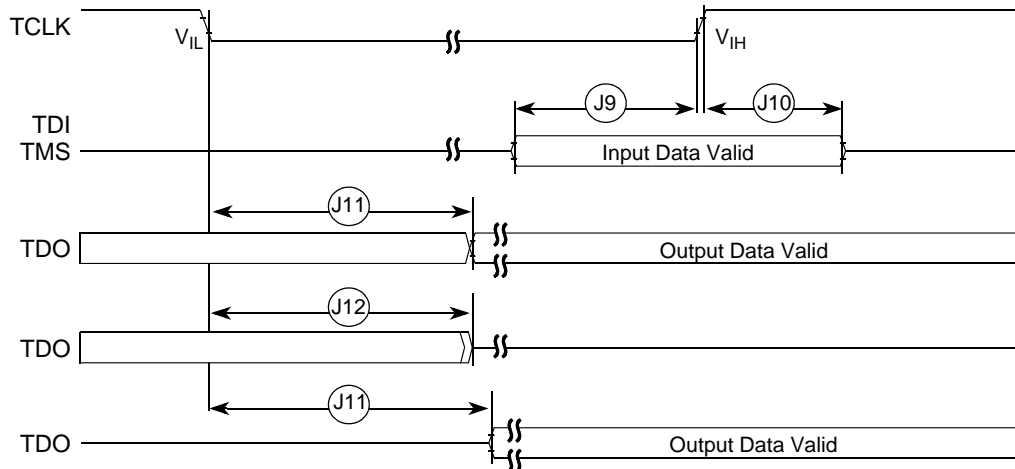 TCLK
VIL
VIH
J9
J10
TDI
TMS
Input Data Valid
J11
TDO
Output Data Valid
J12
TDO
J11
TDO
Output Data Valid